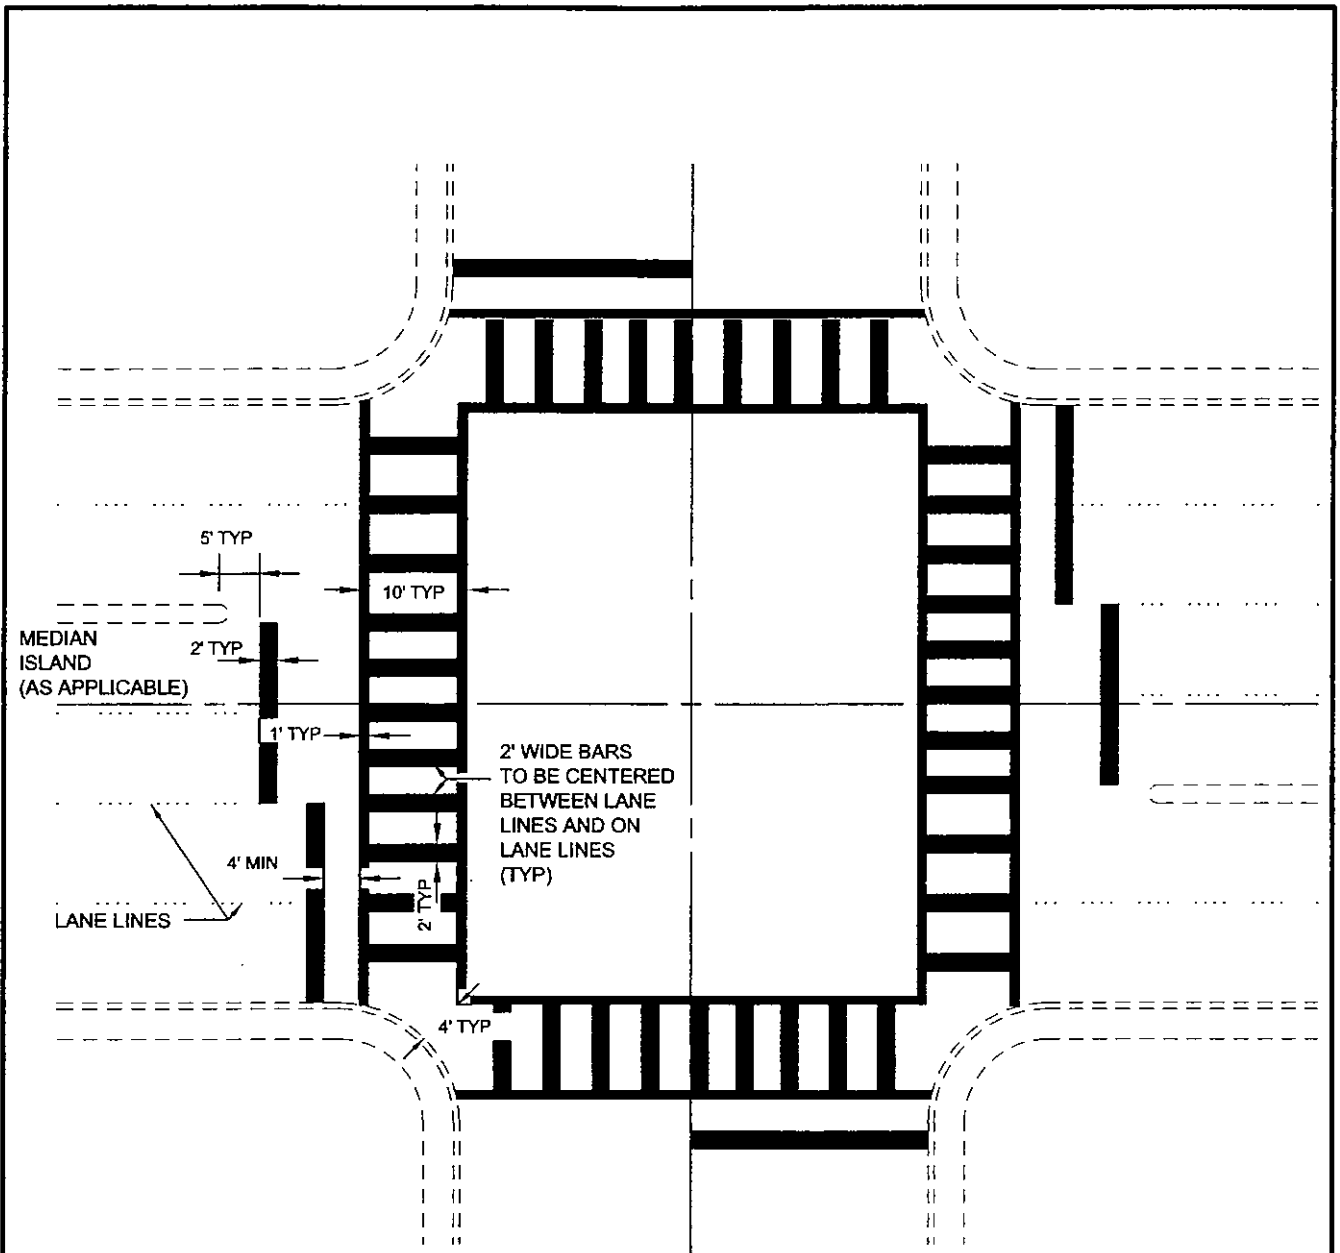 5' TYP
10' TYP
MEDIAN
ISLAND
(AS APPLICABLE)
2' TYP
1' TYP
2' WIDE BARS
TO BE CENTERED
BETWEEN LANE
LINES AND ON
LANE LINES
(TYP)
4' MIN
2' TYP
LANE LINES
4' TYP